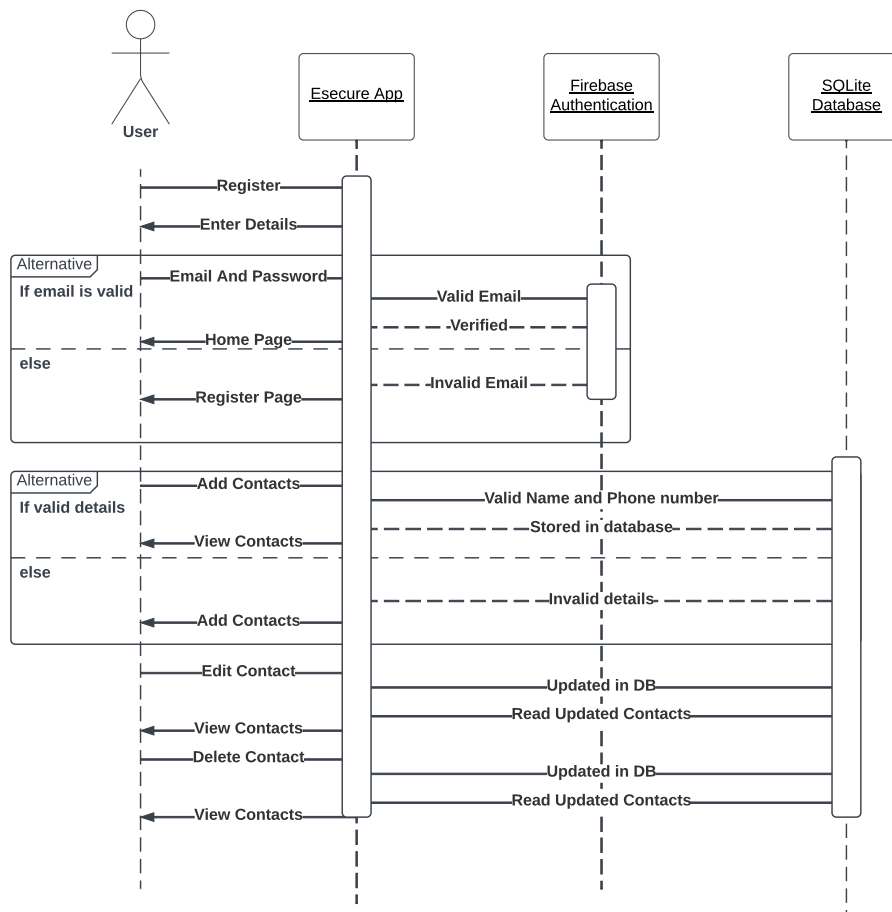 User
Esecure App
Firebase
Authentication
SQLite
Database
Register
Enter Details
Alternative
Email And Password
If email is valid
Valid Email
Verified
Home Page
else
Invalid Email
Register Page
Alternative
Add Contacts
If valid details
Valid Name and Phone number
Stored in database
View Contacts
else
Invalid details
Add Contacts
Edit Contact
Updated in DB
Read Updated Contacts
View Contacts
Delete Contact
Updated in DB
Read Updated Contacts
View Contacts